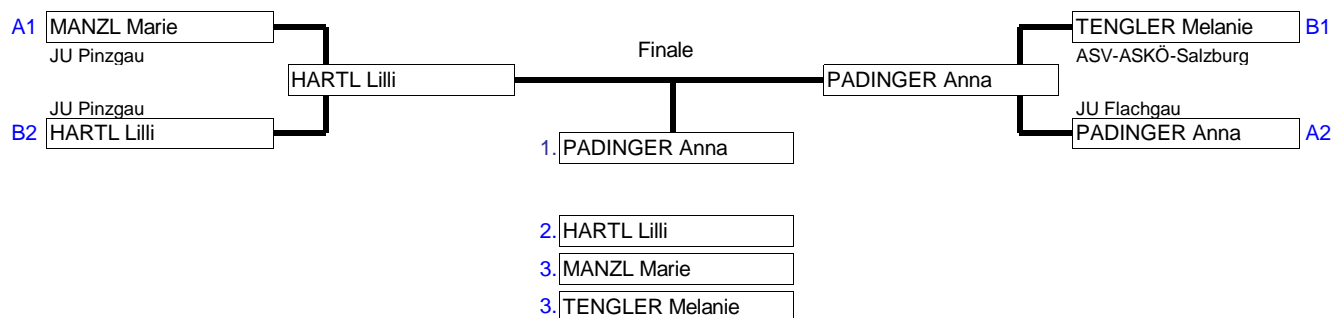 A1 MANZL Marie
JU Pinzgau
HARTL Lilli
JU Pinzgau
B2 HARTL Lilli
Finale
TENGLER Melanie B1
ASV-ASKÖ-Salzburg
PADINGER Anna
JU Flachgau
PADINGER Anna A2
1. PADINGER Anna
2. HARTL Lilli
3. MANZL Marie
3. TENGLER Melanie